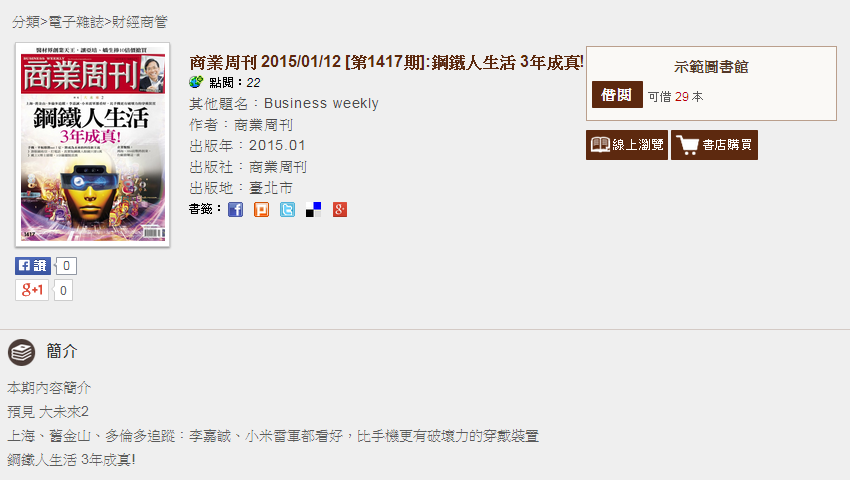 分類>電子雜誌>財經商管
BUSINESS WEEKLY
商業周刊
鋼鐵人生活
3年成真!
1417
商業周刊 2015/01/12 [第1417期]:鋼鐵人生活 3年成真!
點閱：22
其他題名：Business weekly
作者：商業周刊
出版年：2015.01
出版社：商業周刊
出版地：臺北市
書籤：
示範圖書館
借閱 可借 29 本
線上瀏覽 書店購買
讚 0
g+1 0
簡介
本期內容簡介
預見 大未來2
上海、舊金山、多倫多追蹤：李嘉誠、小米雷軍都看好，比手機更有破壞力的穿戴裝置
鋼鐵人生活 3年成真!